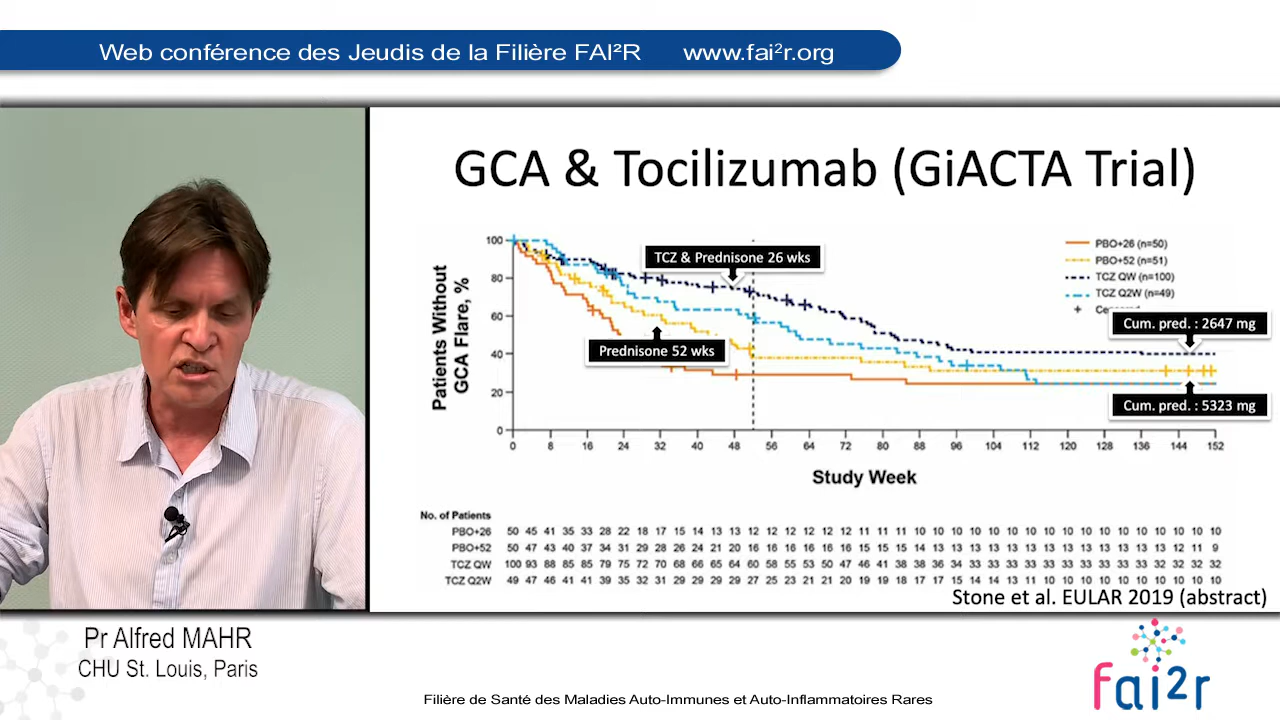 Web conférence des Jeudis de la Filière FAI²R www.fai²r.org
GCA & Tocilizumab (GiACTA Trial)
Patients Without
GCA Flare, %
100
80
60
40
20
0
TCZ & Prednisone 26 wks
Prednisone 52 wks
PBO+26 (n=50)
PBO+52 (n=51)
TCZ QW (n=100)
TCZ Q2W (n=49)
Cum. pred. : 2647 mg
Cum. pred. : 5323 mg
0 8 16 24 32 40 48 56 64 72 80 88 96 104 112 120 128 136 144 152
Study Week
No. of Patients
PBO+26 50 45 41 35 33 28 22 18 17 15 14 13 13 12 12 12 12 12 12 11 11 11 10 10 10 10 10 10 10 10 10 10 10 10 10 10 10 10 10
PBO+52 50 47 43 40 37 34 31 29 28 26 24 21 20 16 16 16 16 16 16 15 15 15 14 13 13 13 13 13 13 13 13 13 13 13 13 13 12 11 9
TCZ QW 100 93 88 85 85 79 75 72 70 68 66 65 64 60 58 55 53 50 47 46 41 38 38 36 34 33 33 33 33 33 33 33 33 33 33 33 32 32 32
TCZ Q2W 49 47 46 41 41 39 35 32 31 29 29 29 29 27 25 23 21 21 20 19 19 18 17 17 15 14 14 13 11 10 10 10 10 10 10 10 10 10 10
Stone et al. EULAR 2019 (abstract)
Pr Alfred MAHR
CHU St. Louis, Paris
Filière de Santé des Maladies Auto-Immunes et Auto-Inflammatoires Rares
fai2r